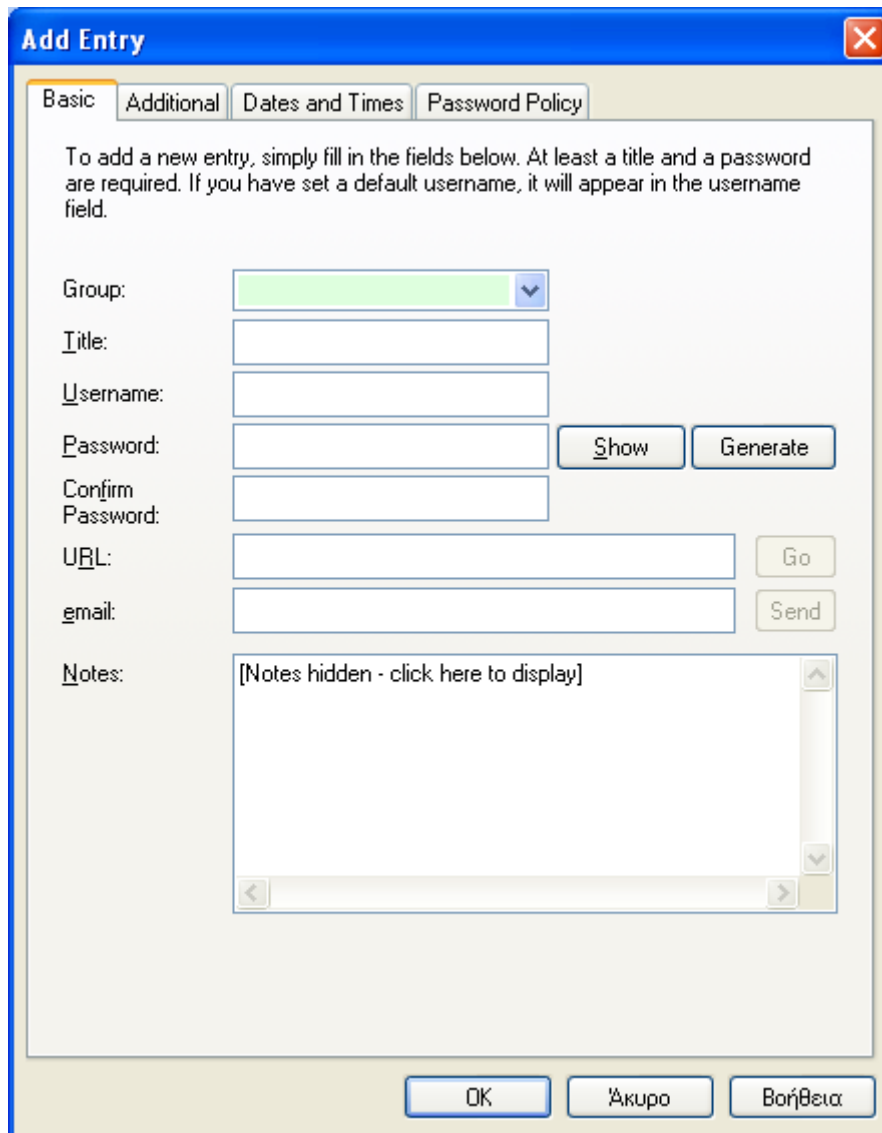 Add Entry
Basic Additional Dates and Times Password Policy
To add a new entry, simply fill in the fields below. At least a title and a password
are required. If you have set a default username, it will appear in the username
field.
Group:
Title:
Username:
Password: Show Generate
Confirm
Password:
URL: Go
email: Send
Notes: [Notes hidden - click here to display]
OK Άκυρο Βοήθεια